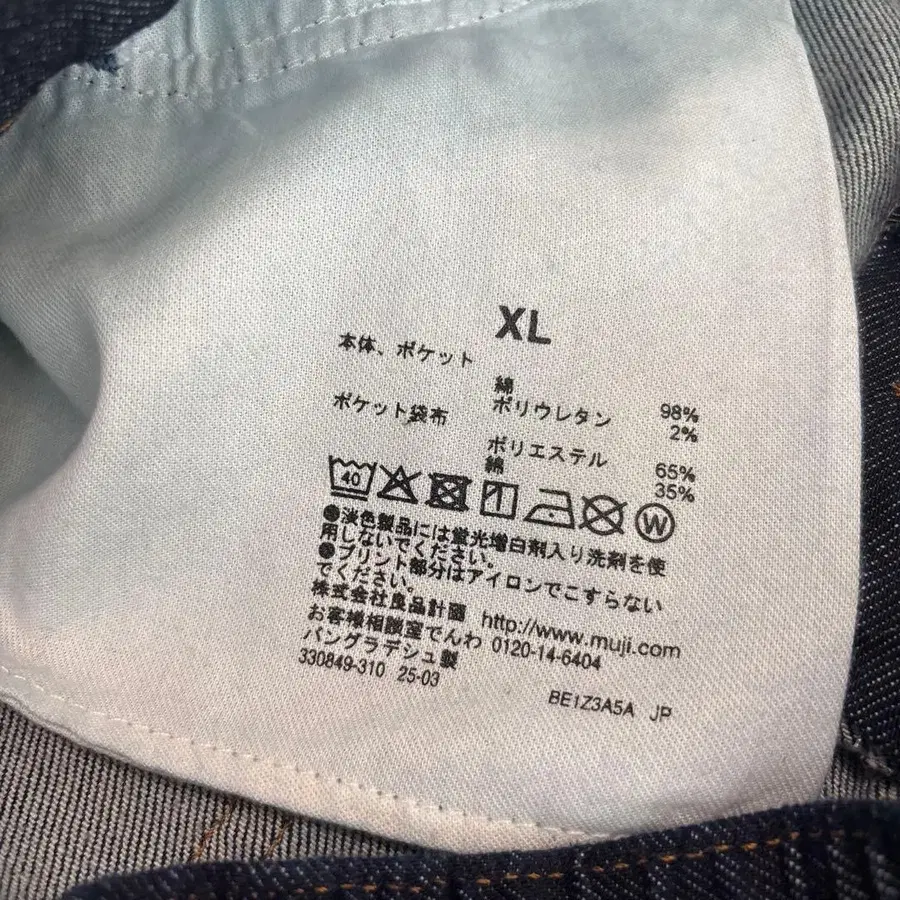 XL
本体、ポケット
綿 98%
ポリウレタン 2%
ポケット袋布
ポリエステル 65%
綿 35%
40 W
●淡色製品には蛍光増白剤入り洗剤を使
用しないでください。
●プリント部分はアイロンでこすらない
でください。
株式会社良品計画 http://www.muji.com
お客様相談室でんわ 0120-14-6404
バングラデシュ製
330849-310 25-03
BE1Z3A5A JP